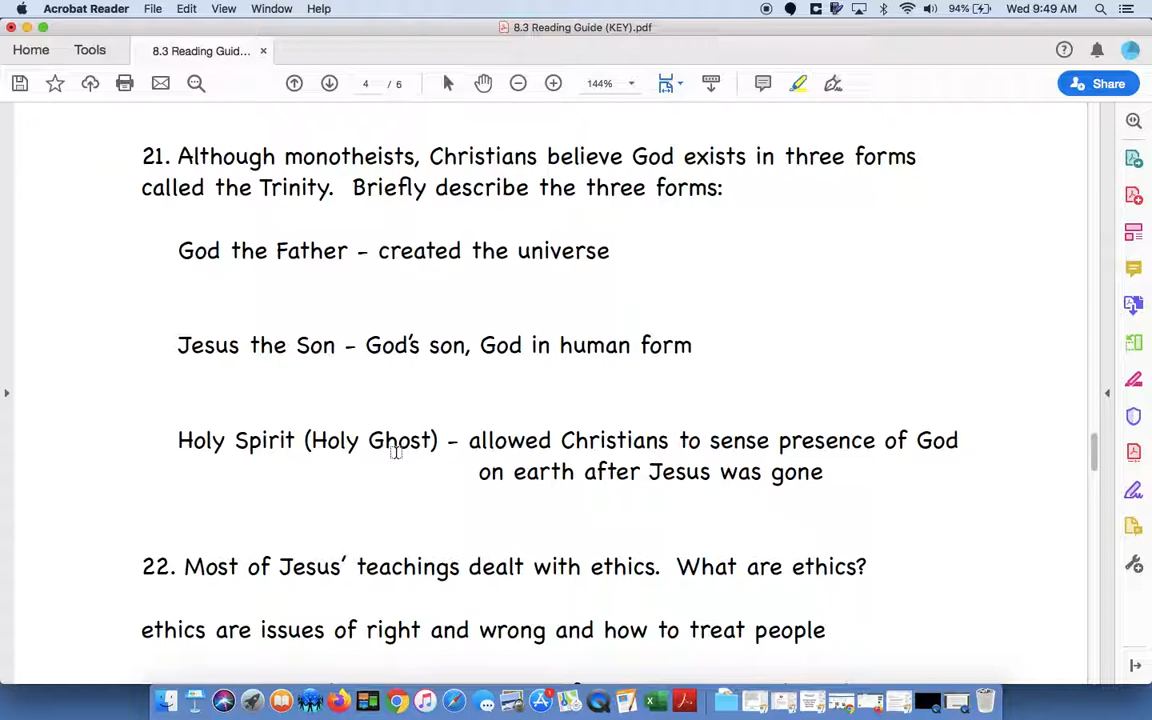 Acrobat Reader File Edit View Window Help 94% Wed 9:49 AM
8.3 Reading Guide (KEY).pdf
Home Tools 8.3 Reading Guid... ×
4 / 6 144% Share
21. Although monotheists, Christians believe God exists in three forms
called the Trinity. Briefly describe the three forms:
God the Father - created the universe
Jesus the Son - God's son, God in human form
Holy Spirit (Holy Ghost) - allowed Christians to sense presence of God
on earth after Jesus was gone
22. Most of Jesus' teachings dealt with ethics. What are ethics?
ethics are issues of right and wrong and how to treat people